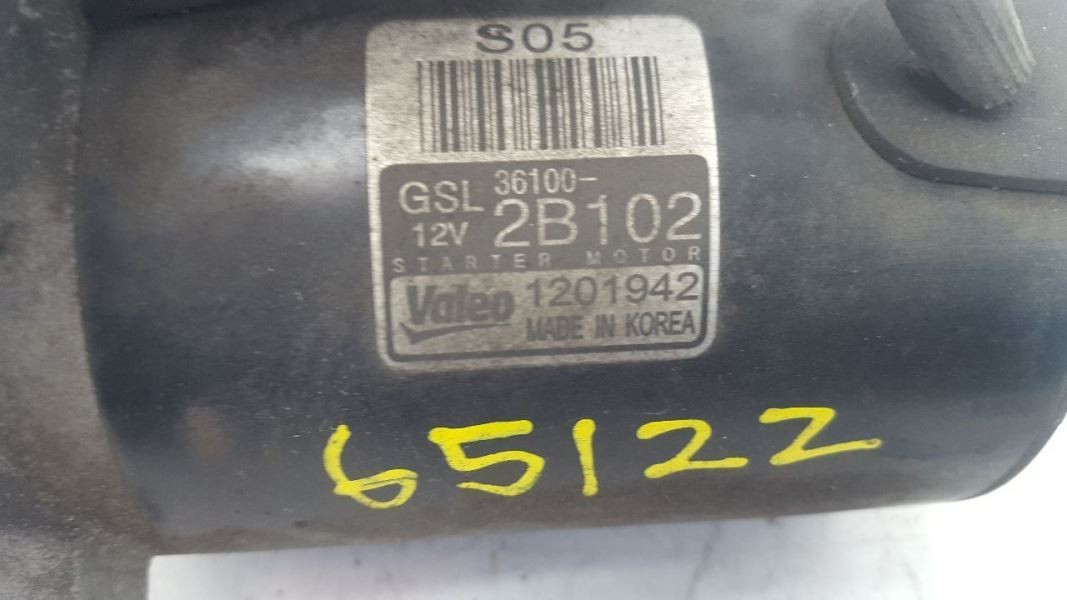 S05
GSL 36100-
12V 2B102
STARTER MOTOR
Valeo 1201942
MADE IN KOREA
65122